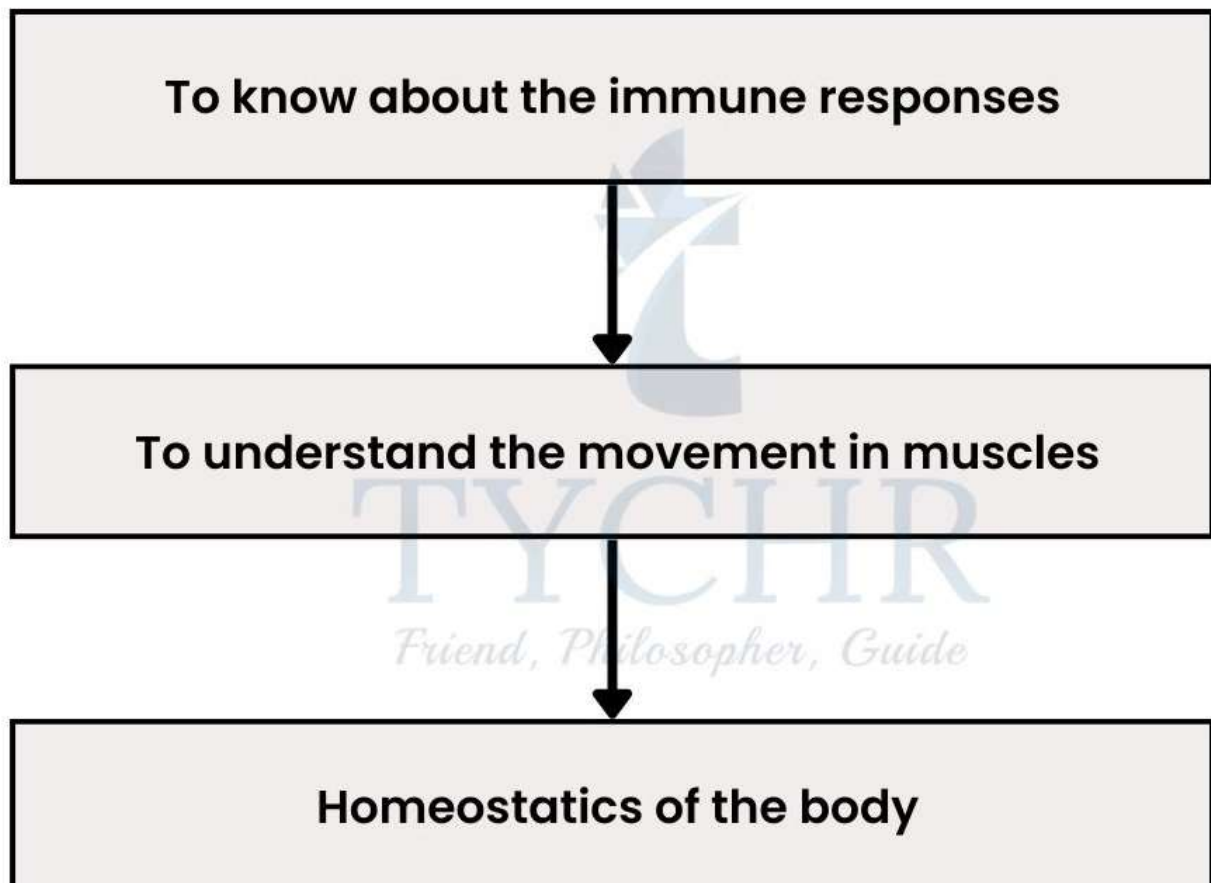 To know about the immune responses
To understand the movement in muscles
TYCHR
Friend, Philosopher, Guide
Homeostatics of the body